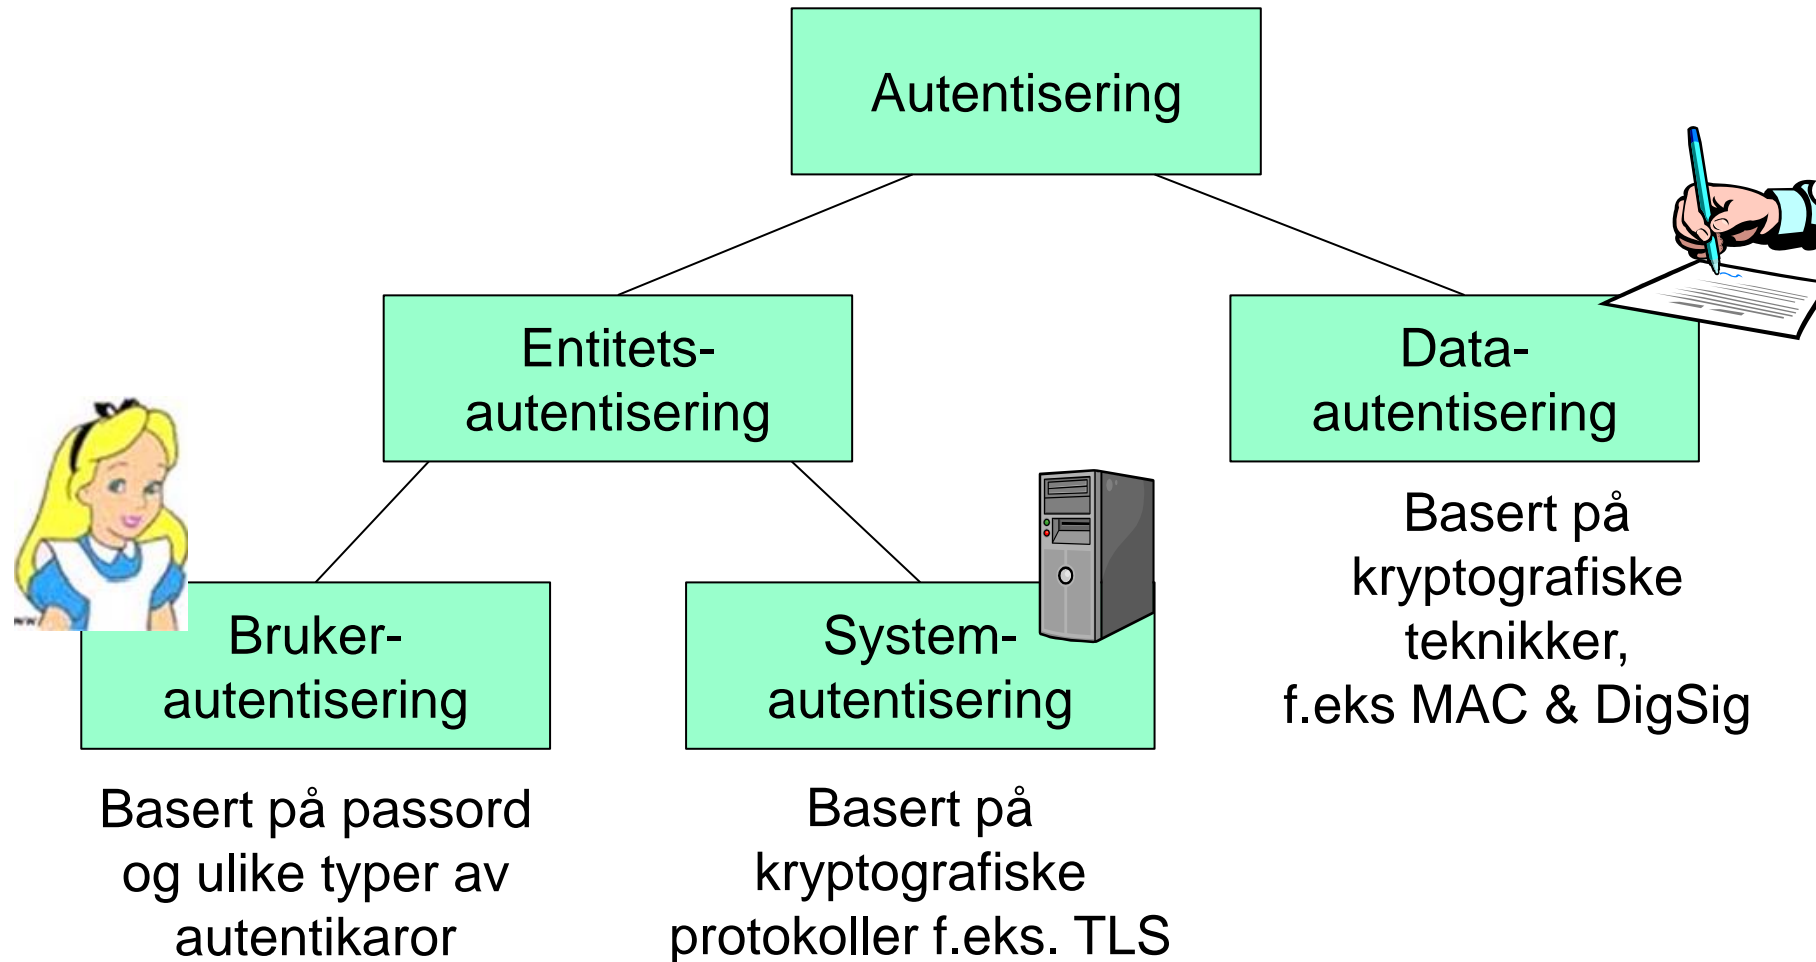 Autentisering
Entitets-
autentisering
Data-
autentisering
Bruker-
autentisering
System-
autentisering
Basert på
kryptografiske
teknikker,
f.eks MAC & DigSig
Basert på passord
og ulike typer av
autentikaror
Basert på
kryptografiske
protokoller f.eks. TLS